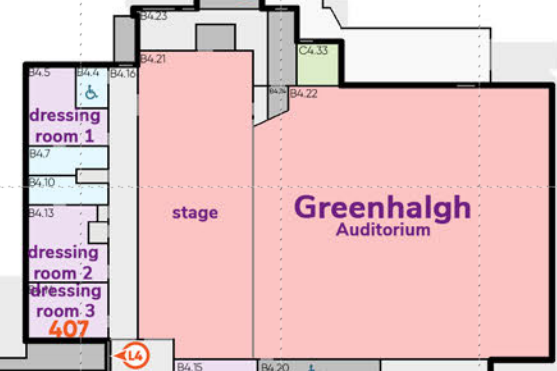 B4.23
C4.33
B4.5
B4.4
B4.16
B4.21
B4.22
dressing
room 1
B4.7
B4.10
B4.13
stage
Greenhalgh
Auditorium
dressing
room 2
dressing
room 3
407
L4
B4.15
B4.20